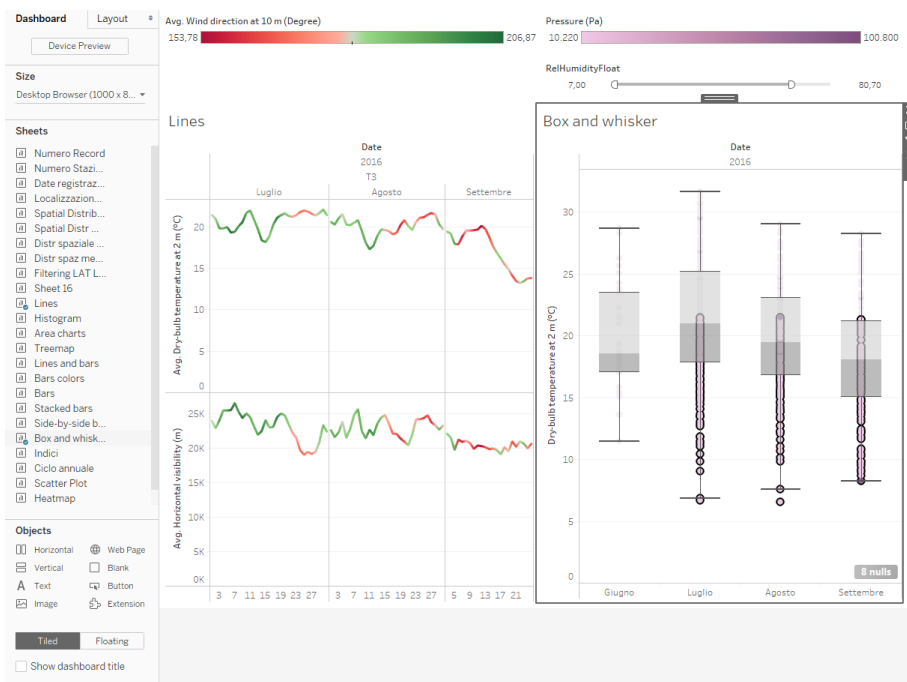 Dashboard
Layout
Device Preview
Size
Desktop Browser (1000 x 8...
Sheets
Numero Record
Numero Stazi...
Date registraz...
Localizzazion...
Spatial Distrib...
Spatial Distr ...
Distr spaziale ...
Distr spaz me...
Filtering LAT L...
Sheet 16
Lines
Histogram
Area charts
Treemap
Lines and bars
Bars colors
Bars
Stacked bars
Side-by-side b...
Box and whisk...
Indici
Ciclo annuale
Scatter Plot
Heatmap
Objects
Horizontal Web Page
Vertical Blank
Text Button
Image Extension
Tiled Floating
Show dashboard title
Avg. Wind direction at 10 m (Degree)
153,78 206,87
Pressure (Pa)
10.220 100.800
RelHumidityFloat
7,00 80,70
Lines
Date
2016
T3
Luglio Agosto Settembre
Avg. Dry-bulb temperature at 2 m (ºC)
20
15
10
5
0
Avg. Horizontal visibility (m)
25K
20K
15K
10K
5K
0K
3 7 11 15 19 23 27 3 7 11 15 19 23 27 5 9 13 17 21
Box and whisker
Date
2016
Dry-bulb temperature at 2 m (ºC)
30
25
20
15
10
5
0
8 nulls
Giugno Luglio Agosto Settembre